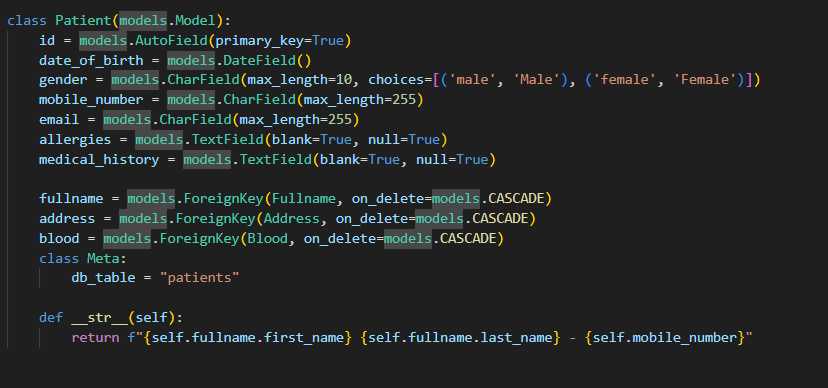 class Patient(models.Model):
    id = models.AutoField(primary_key=True)
    date_of_birth = models.DateField()
    gender = models.CharField(max_length=10, choices=[('male', 'Male'), ('female', 'Female')])
    mobile_number = models.CharField(max_length=255)
    email = models.CharField(max_length=255)
    allergies = models.TextField(blank=True, null=True)
    medical_history = models.TextField(blank=True, null=True)
    fullname = models.ForeignKey(Fullname, on_delete=models.CASCADE)
    address = models.ForeignKey(Address, on_delete=models.CASCADE)
    blood = models.ForeignKey(Blood, on_delete=models.CASCADE)
    class Meta:
        db_table = "patients"
    def __str__(self):
        return f"{self.fullname.first_name} {self.fullname.last_name} - {self.mobile_number}"